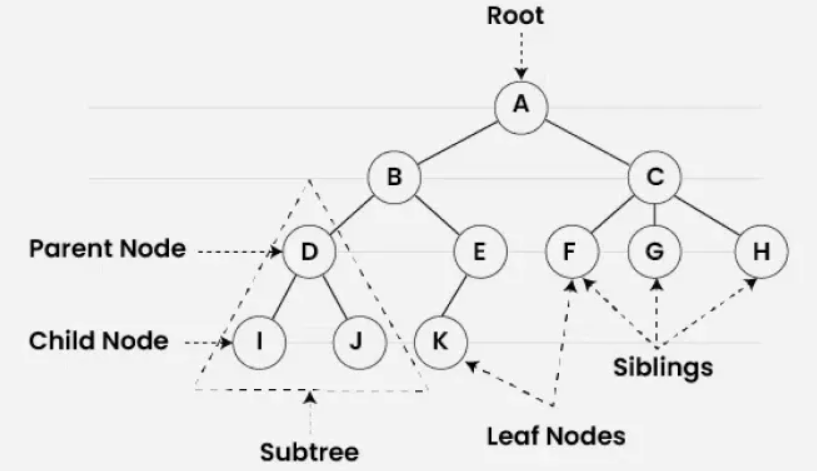 Root
A
B
C
Parent Node
D
E
F
G
H
Child Node
I
J
K
Siblings
Leaf Nodes
Subtree